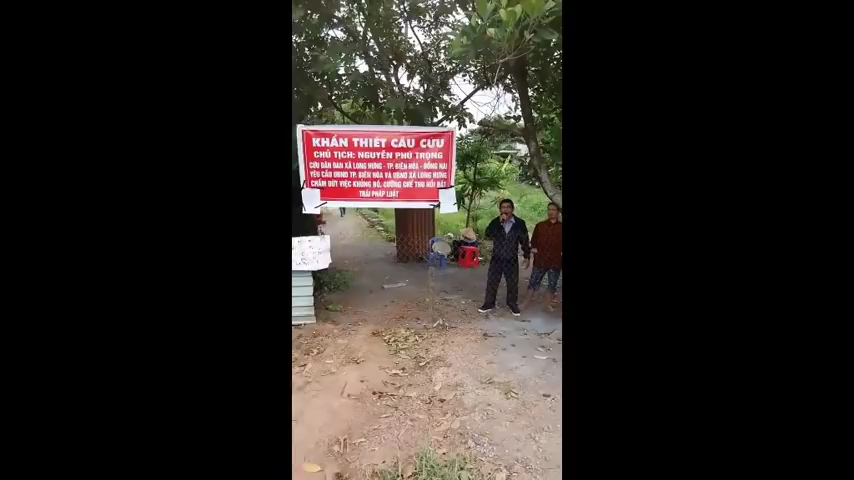 KHẨN THIẾT CẦU CỨU
CHỦ TỊCH: NGUYỄN PHÚ TRỌNG
CỨU DÂN OAN XÃ LONG HƯNG - TP. BIÊN HÒA - ĐỒNG NAI
YÊU CẦU UBND TP. BIÊN HÒA VÀ UBND XÃ LONG HƯNG
CHẤM DỨT VIỆC KHỐNG BỐ, CƯỠNG CHẾ THU HỒI ĐẤT
TRÁI PHÁP LUẬT